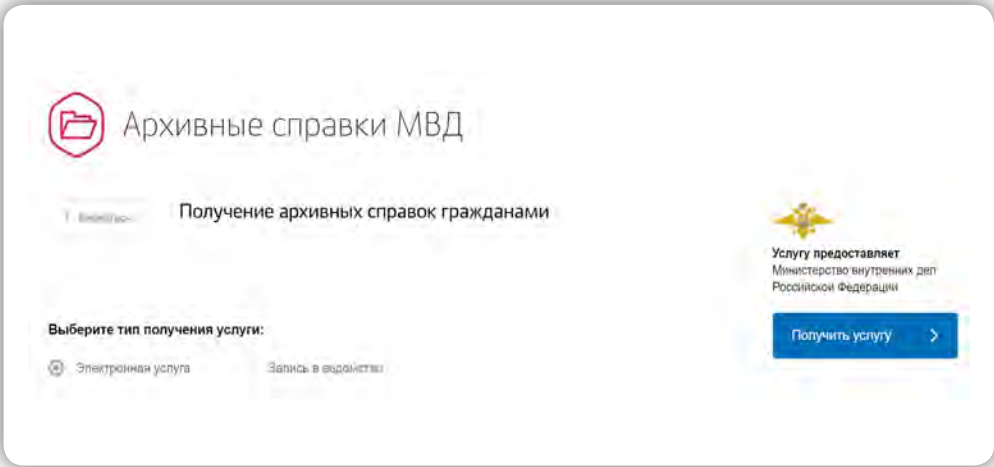 Архивные справки МВД
Получение архивных справок гражданами
Услугу предоставляет
Министерство внутренних дел
Российской Федерации
Получить услугу
Выберите тип получения услуги:
Электронная услуга
Запись в ведомство